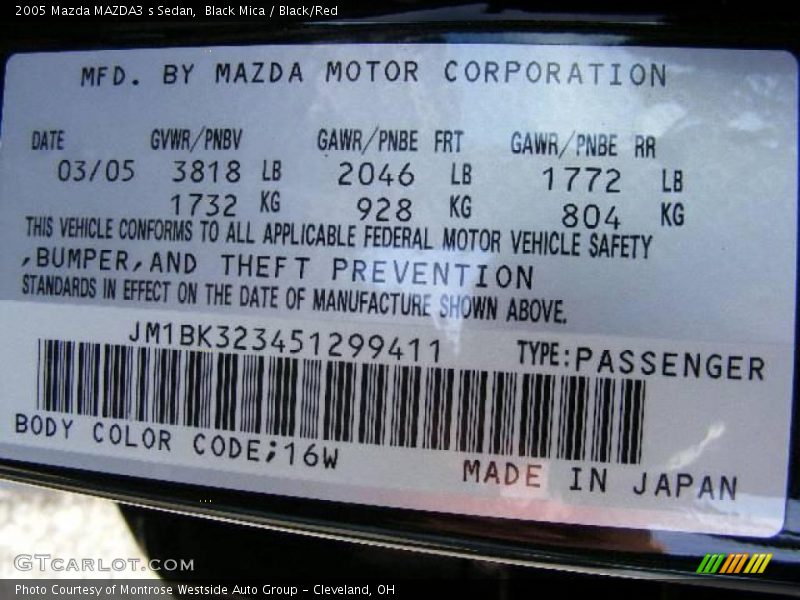 2005 Mazda MAZDA3 s Sedan, Black Mica / Black/Red
MFD. BY MAZDA MOTOR CORPORATION
DATE GVWR/PNBV GAWR/PNBE FRT GAWR/PNBE RR
03/05 3818 LB 2046 LB 1772 LB
1732 KG 928 KG 804 KG
THIS VEHICLE CONFORMS TO ALL APPLICABLE FEDERAL MOTOR VEHICLE SAFETY
,BUMPER,AND THEFT PREVENTION
STANDARDS IN EFFECT ON THE DATE OF MANUFACTURE SHOWN ABOVE.
JM1BK323451299411 TYPE:PASSENGER
BODY COLOR CODE;16W
MADE IN JAPAN
GTCARLOT.COM
Photo Courtesy of Montrose Westside Auto Group - Cleveland, OH